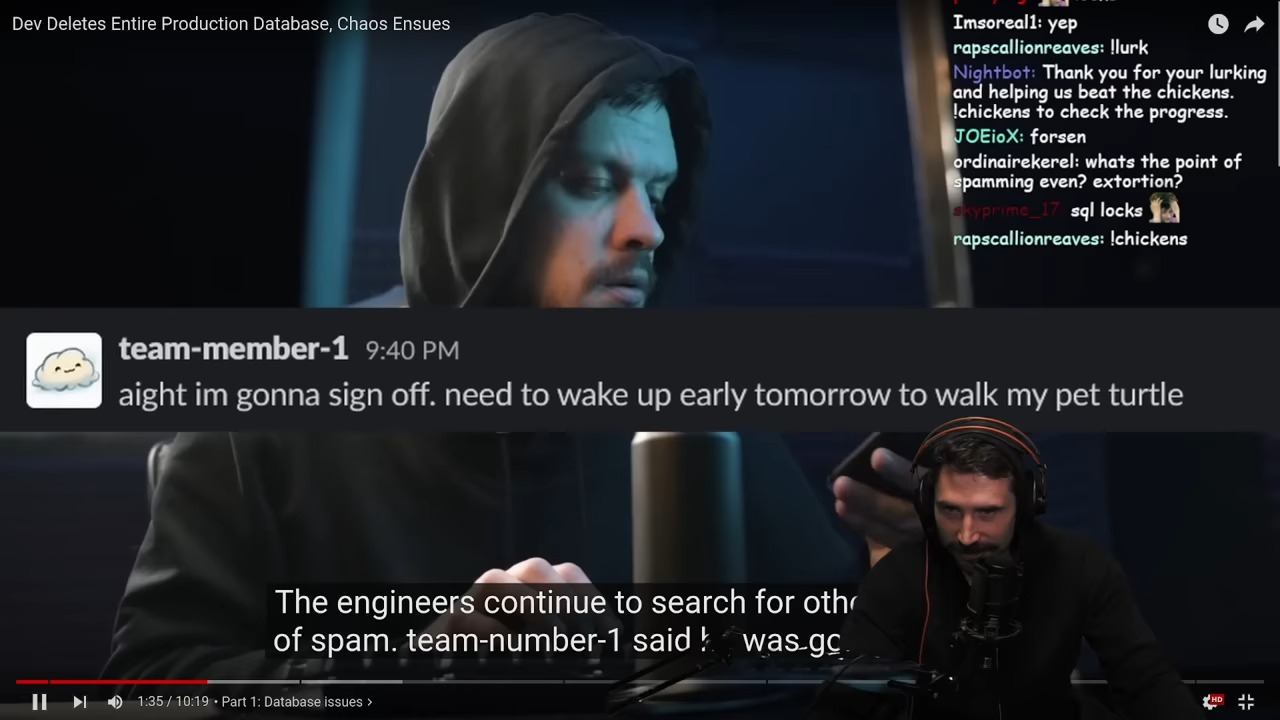 Dev Deletes Entire Production Database, Chaos Ensues
Imsoreal1: yep
rapscallionreaves: !lurk
Nightbot: Thank you for your lurking
and helping us beat the chickens.
!chickens to check the progress.
JOEioX: forsen
ordinairekerel: whats the point of
spamming even? extortion?
skyprime_17: sql locks
rapscallionreaves: !chickens
team-member-1 9:40 PM
aight im gonna sign off. need to wake up early tomorrow to walk my pet turtle
The engineers continue to search for
of spam. team-number-1 said was
1:35 / 10:19 • Part 1: Database issues >
HD